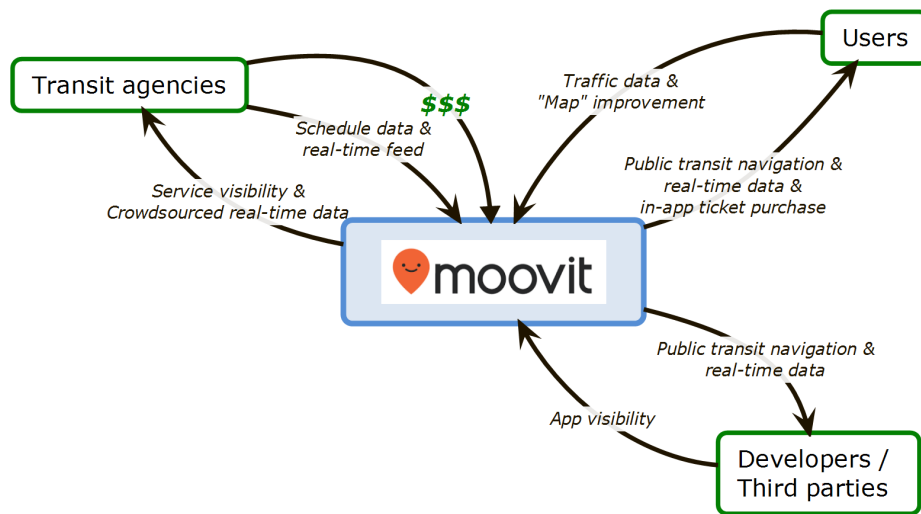 Users
Transit agencies
Traffic data &
"Map" improvement
$$$
Schedule data &
real-time feed
Public transit navigation &
real-time data &
in-app ticket purchase
Service visibility &
Crowdsourced real-time data
moovit
Public transit navigation &
real-time data
App visibility
Developers /
Third parties